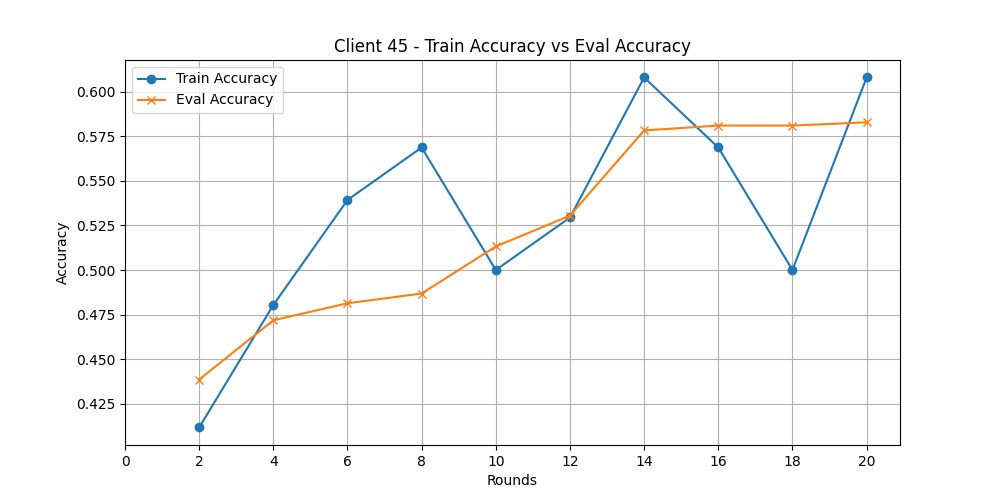 Client 45 - Train Accuracy vs Eval Accuracy
Train Accuracy
Eval Accuracy
0.600
0.575
0.550
0.525
0.500
0.475
0.450
0.425
Accuracy
0 2 4 6 8 10 12 14 16 18 20
Rounds